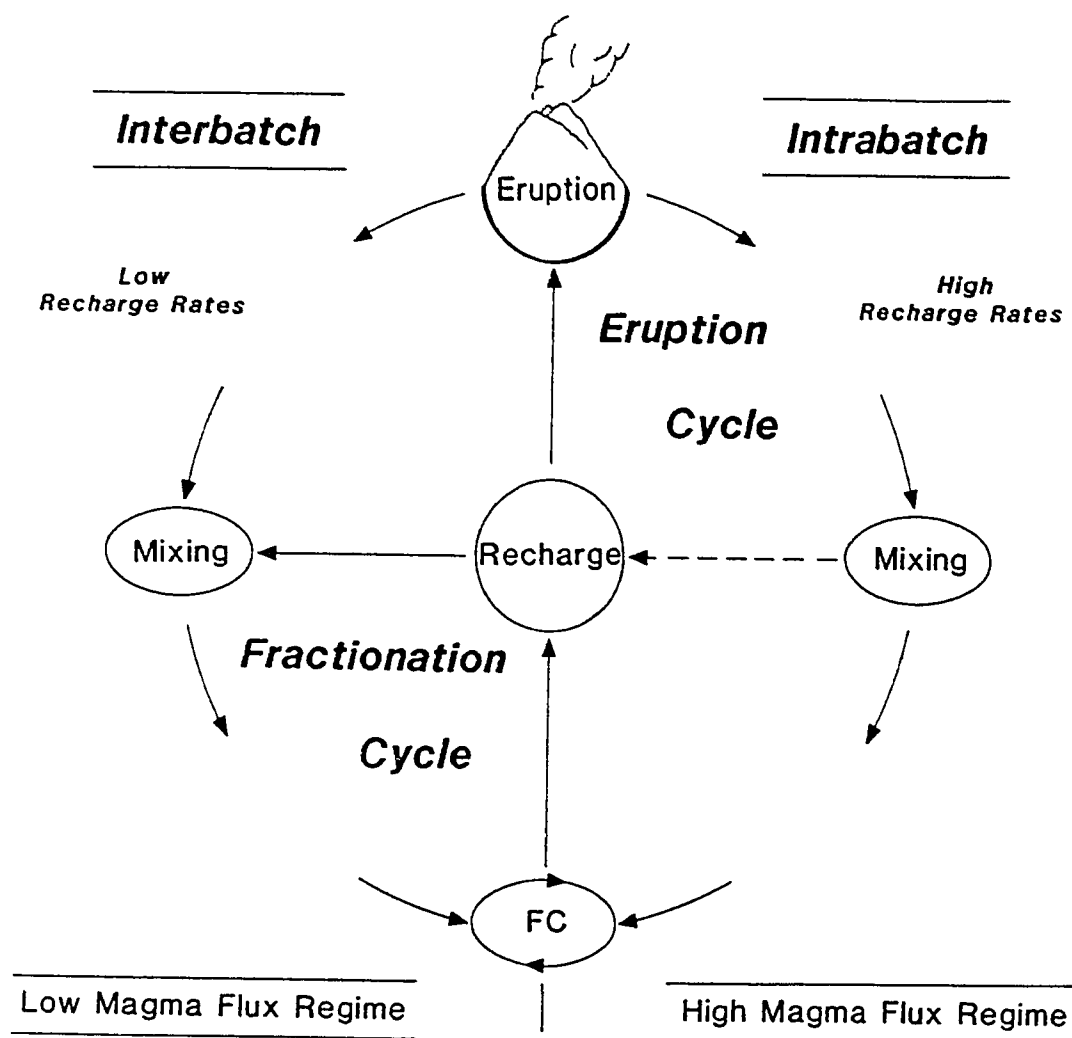 Interbatch
Intrabatch
Eruption
Low
Recharge Rates
High
Recharge Rates
Eruption
Cycle
Mixing
Recharge
Mixing
Fractionation
Cycle
FC
Low Magma Flux Regime
High Magma Flux Regime